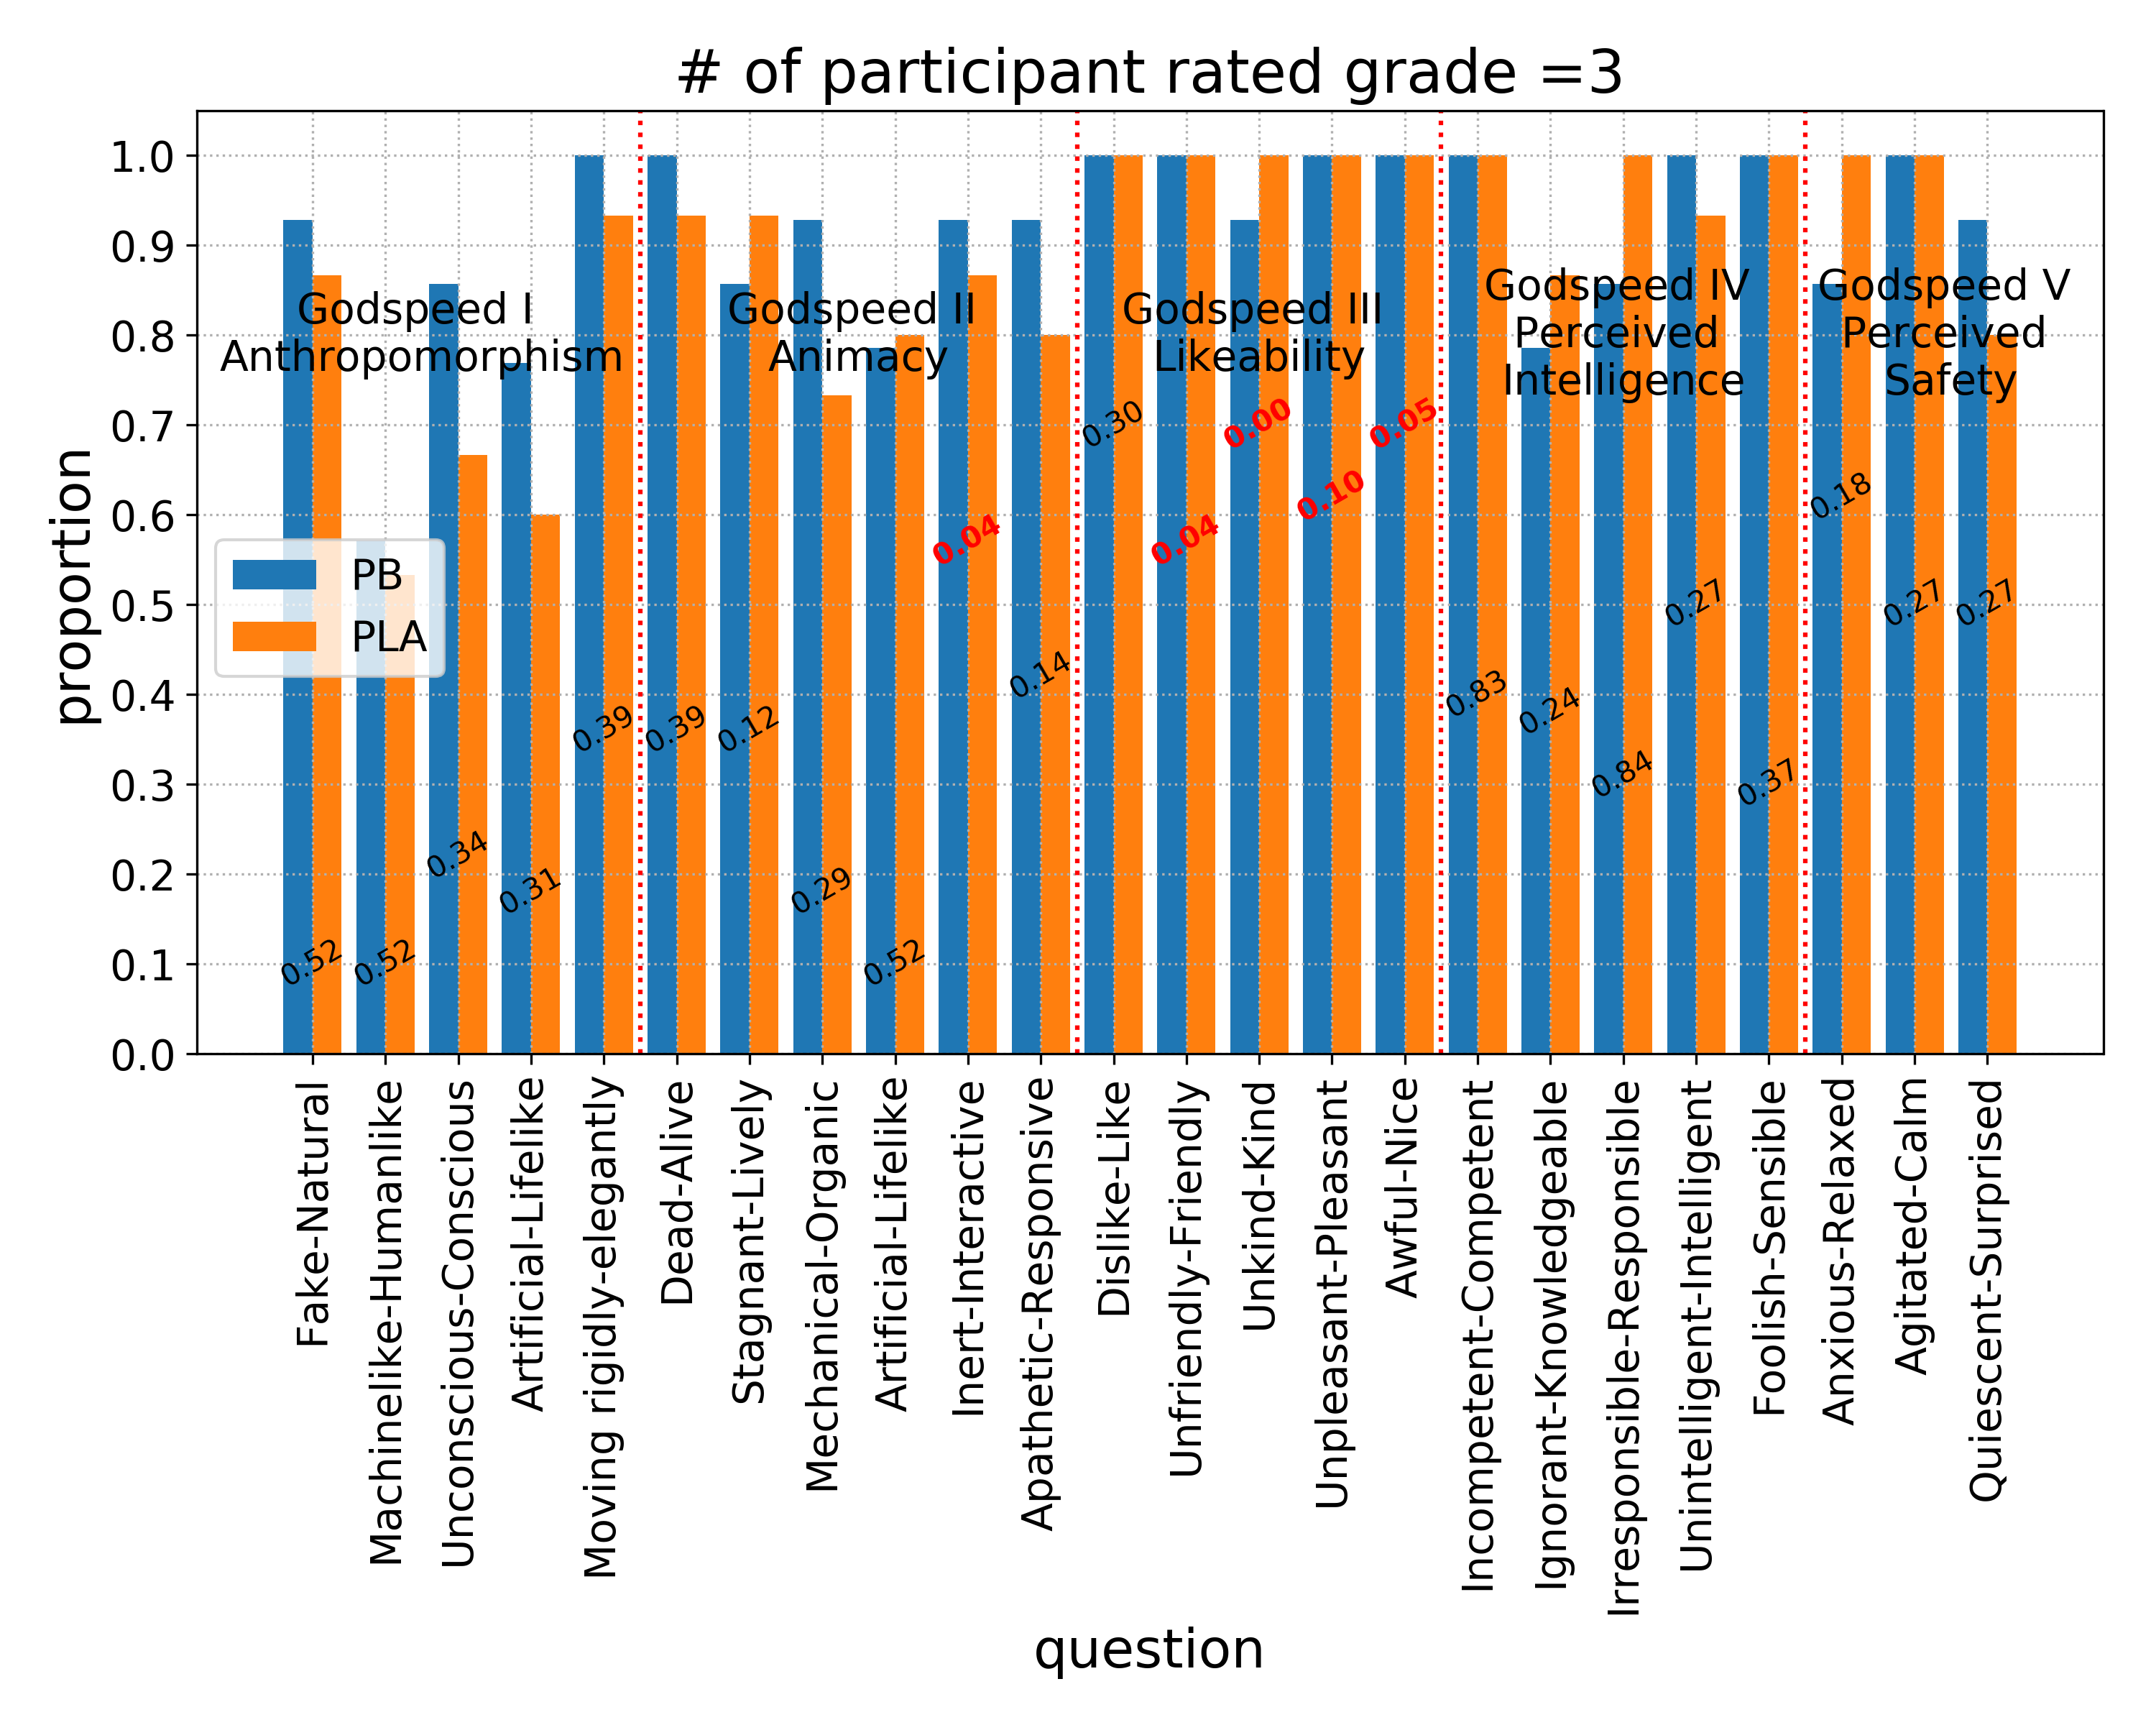 # of participant rated grade =3
proportion
1.0
0.9
0.8
0.7
0.6
0.5
0.4
0.3
0.2
0.1
0.0
Godspeed I
Anthropomorphism
Godspeed II
Animacy
Godspeed III
Likeability
Godspeed IV
Perceived
Intelligence
Godspeed V
Perceived
Safety
PB
PLA
0.52
0.52
0.34
0.31
0.39
0.39
0.12
0.29
0.52
0.04
0.14
0.30
0.04
0.00
0.10
0.05
0.83
0.24
0.84
0.27
0.37
0.18
0.27
0.27
Fake-Natural
Machinelike-Humanlike
Unconscious-Conscious
Artificial-Lifelike
Moving rigidly-elegantly
Dead-Alive
Stagnant-Lively
Mechanical-Organic
Artificial-Lifelike
Inert-Interactive
Apathetic-Responsive
Dislike-Like
Unfriendly-Friendly
Unkind-Kind
Unpleasant-Pleasant
Awful-Nice
Incompetent-Competent
Ignorant-Knowledgeable
Irresponsible-Responsible
Unintelligent-Intelligent
Foolish-Sensible
Anxious-Relaxed
Agitated-Calm
Quiescent-Surprised
question